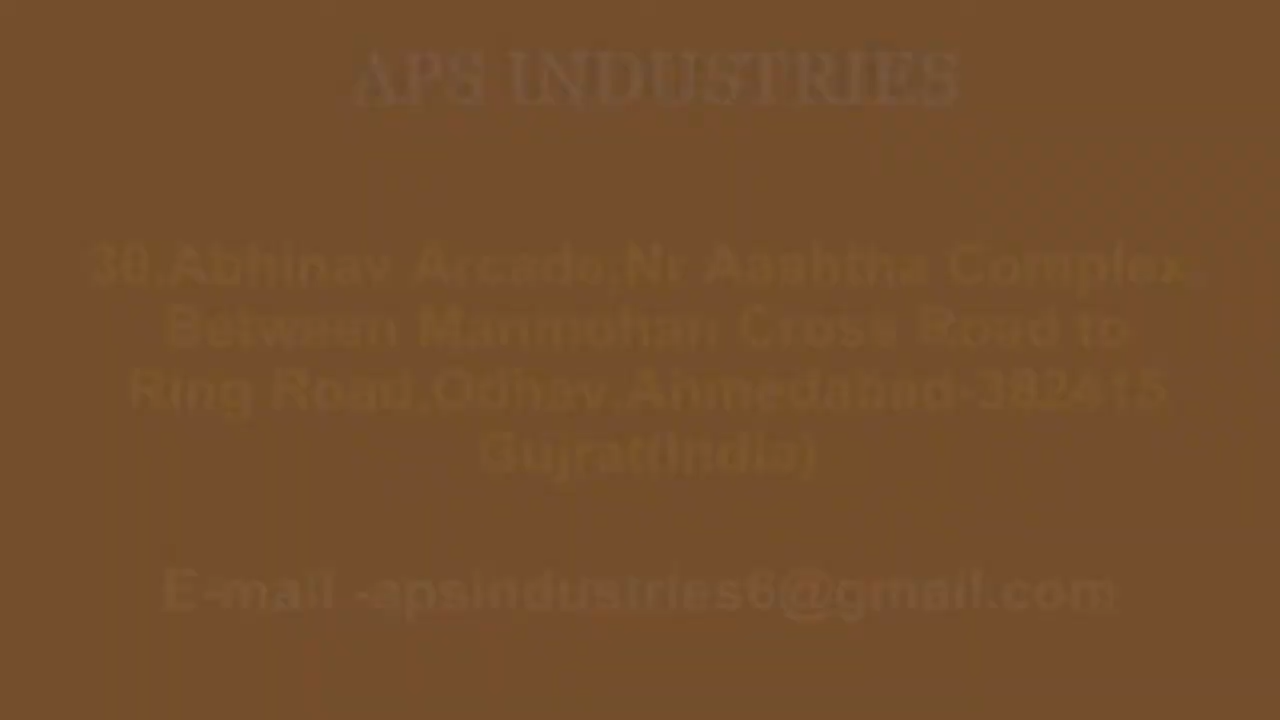 APS INDUSTRIES
30,Abhinav Arcade,Nr. Aashtha Complex,
Between Manmohan Cross Road to
Ring Road,Odhav,Ahmedabad-382415
Gujrat(India)
E-mail -apsindustries6@gmail.com